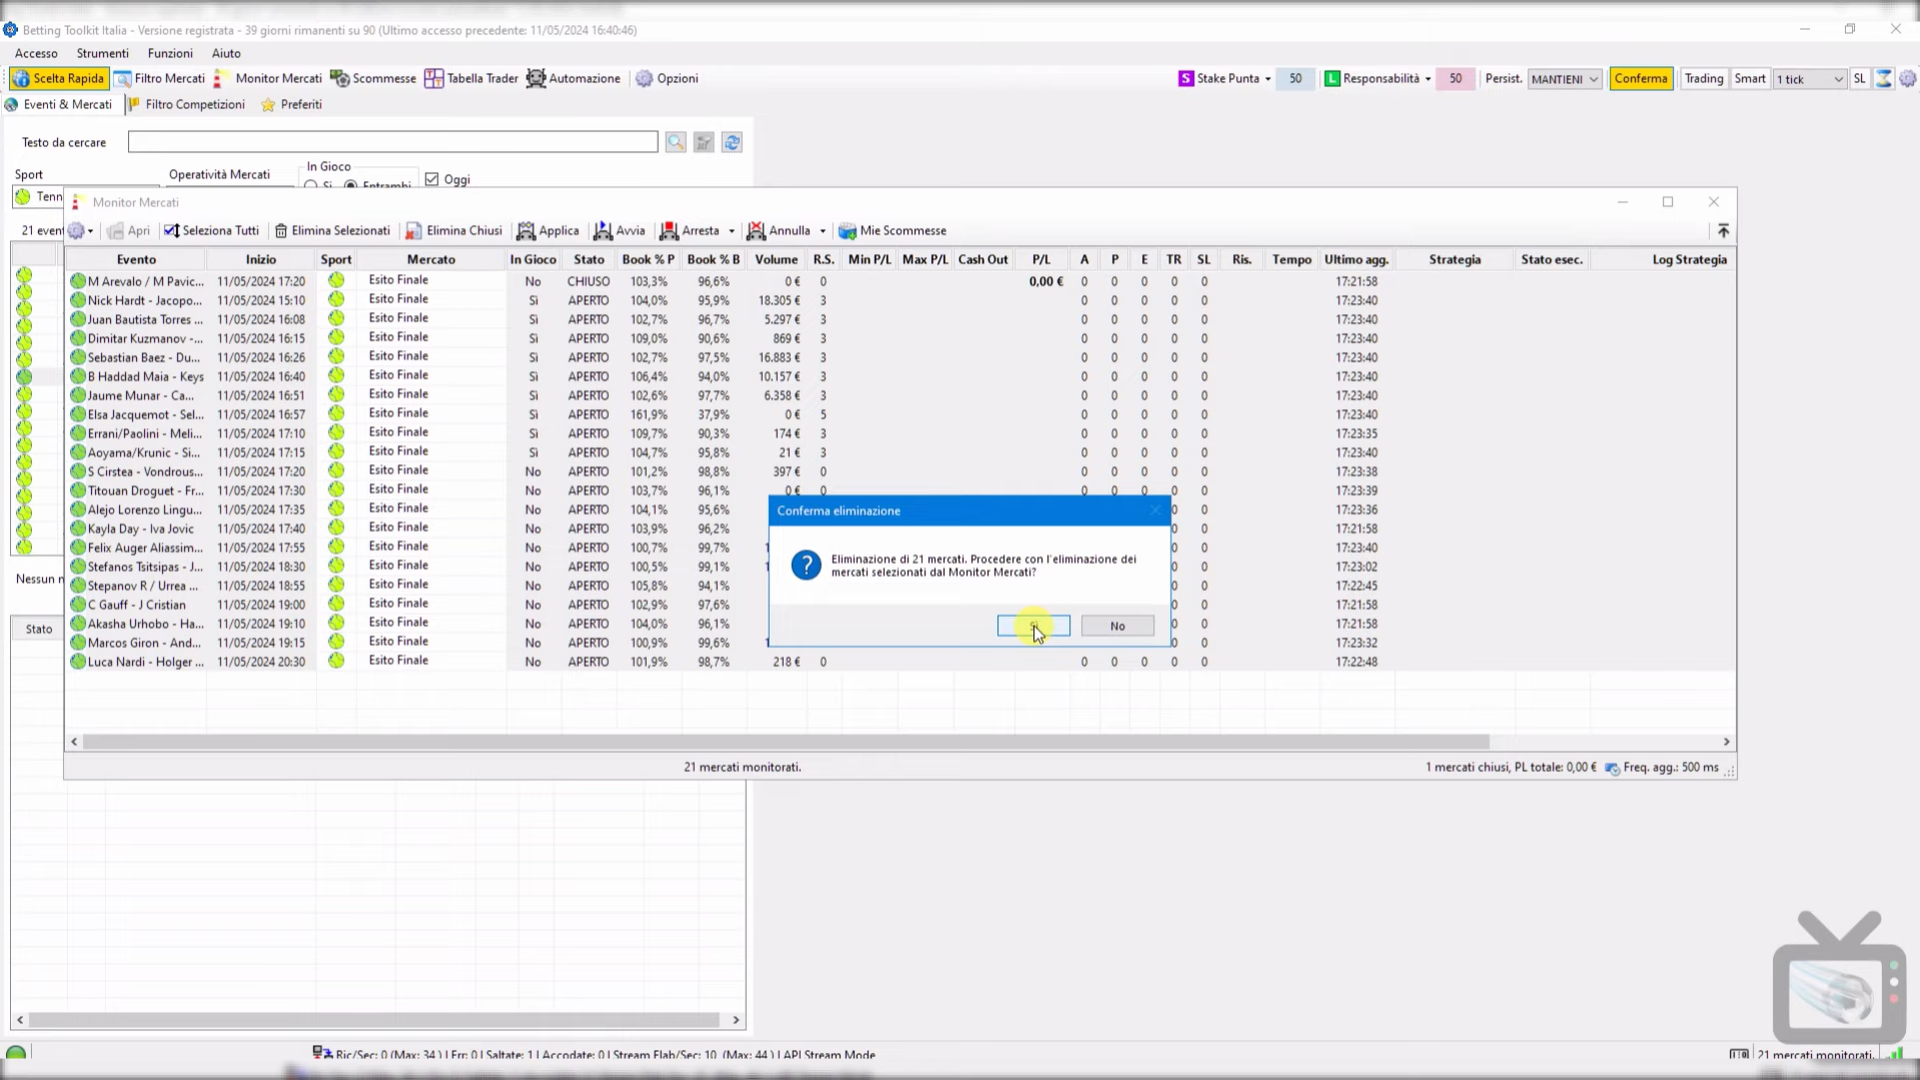 Betting Toolkit Italia - Versione registrata - 39 giorni rimanenti su 90 (Ultimo accesso precedente: 11/05/2024 16:40:46)
Accesso Strumenti Funzioni Aiuto
Scelta Rapida Filtro Mercati Monitor Mercati Scommesse Tabella Trader Automazione Opzioni S Stake Punta 50 L Responsabilità 50 Persist. MANTIENI Conferma Trading Smart 1 tick SL
Eventi & Mercati Filtro Competizioni Preferiti
Testo da cercare
Sport Operatività Mercati In Gioco Si Entrambi Oggi
Tenn
Monitor Mercati
21 event Apri Seleziona Tutti Elimina Selezionati Elimina Chiusi Applica Avvia Arresta Annulla Mie Scommesse
Evento Inizio Sport Mercato In Gioco Stato Book % P Book % B Volume R.S. Min P/L Max P/L Cash Out P/L A P E TR SL Ris. Tempo Ultimo agg. Strategia Stato esec. Log Strategia
M Arevalo / M Pavic... 11/05/2024 17:20 Esito Finale No CHIUSO 103,3% 96,6% 0 € 0 0,00 € 0 0 0 0 0 17:21:58
Nick Hardt - Jacopo... 11/05/2024 15:10 Esito Finale Sì APERTO 104,0% 95,9% 18.305 € 3 0 0 0 0 0 17:23:40
Juan Bautista Torres ... 11/05/2024 16:08 Esito Finale Sì APERTO 102,7% 96,7% 5.297 € 3 0 0 0 0 0 17:23:40
Dimitar Kuzmanov -... 11/05/2024 16:15 Esito Finale Sì APERTO 109,0% 90,6% 869 € 3 0 0 0 0 0 17:23:40
Sebastian Baez - Du... 11/05/2024 16:26 Esito Finale Sì APERTO 102,7% 97,5% 16.883 € 3 0 0 0 0 0 17:23:40
B Haddad Maia - Keys 11/05/2024 16:40 Esito Finale Sì APERTO 106,4% 94,0% 10.157 € 3 0 0 0 0 0 17:23:40
Jaume Munar - Ca... 11/05/2024 16:51 Esito Finale Sì APERTO 102,6% 97,7% 6.358 € 3 0 0 0 0 0 17:23:40
Elsa Jacquemot - Sel... 11/05/2024 16:57 Esito Finale Sì APERTO 161,9% 37,9% 0 € 5 0 0 0 0 0 17:23:40
Errani/Paolini - Meli... 11/05/2024 17:10 Esito Finale Sì APERTO 109,7% 90,3% 174 € 3 0 0 0 0 0 17:23:35
Aoyama/Krunic - Si... 11/05/2024 17:15 Esito Finale Sì APERTO 104,7% 95,8% 21 € 3 0 0 0 0 0 17:23:40
S Cirstea - Vondrous... 11/05/2024 17:20 Esito Finale No APERTO 101,2% 98,8% 397 € 0 0 0 0 0 0 17:23:38
Titouan Droguet - Fr... 11/05/2024 17:30 Esito Finale No APERTO 103,7% 96,1% 0 € 0 0 0 0 0 0 17:23:39
Alejo Lorenzo Lingu... 11/05/2024 17:35 Esito Finale No APERTO 104,1% 95,6% 0 0 17:23:36
Kayla Day - Iva Jovic 11/05/2024 17:40 Esito Finale No APERTO 103,9% 96,2% 0 0 17:21:58
Felix Auger Aliassim... 11/05/2024 17:55 Esito Finale No APERTO 100,7% 99,7% 1 0 0 17:23:40
Stefanos Tsitsipas - J... 11/05/2024 18:30 Esito Finale No APERTO 100,5% 99,1% 1 0 0 17:23:02
Stepanov R / Urrea ... 11/05/2024 18:55 Esito Finale No APERTO 105,8% 94,1% 0 0 17:22:45
C Gauff - J Cristian 11/05/2024 19:00 Esito Finale No APERTO 102,9% 97,6% 0 0 17:21:58
Akasha Urhobo - Ha... 11/05/2024 19:10 Esito Finale No APERTO 104,0% 96,1% 0 0 17:21:58
Marcos Giron - And... 11/05/2024 19:15 Esito Finale No APERTO 100,9% 99,6% 1 0 0 17:23:32
Luca Nardi - Holger ... 11/05/2024 20:30 Esito Finale No APERTO 101,9% 98,7% 218 € 0 0 0 0 0 0 17:22:48
Conferma eliminazione
Eliminazione di 21 mercati. Procedere con l'eliminazione dei
mercati selezionati dal Monitor Mercati?
No
Nessun m
Stato
21 mercati monitorati. 1 mercati chiusi, PL totale: 0,00 € Freq. agg.: 500 ms
Ric/Sec: 0 (Max: 34 ) | Err: 0 | Saltate: 1 | Accodate: 0 | Stream Elab/Sec: 10 (Max: 44 ) | API Stream Mode 21 mercati monitorati.